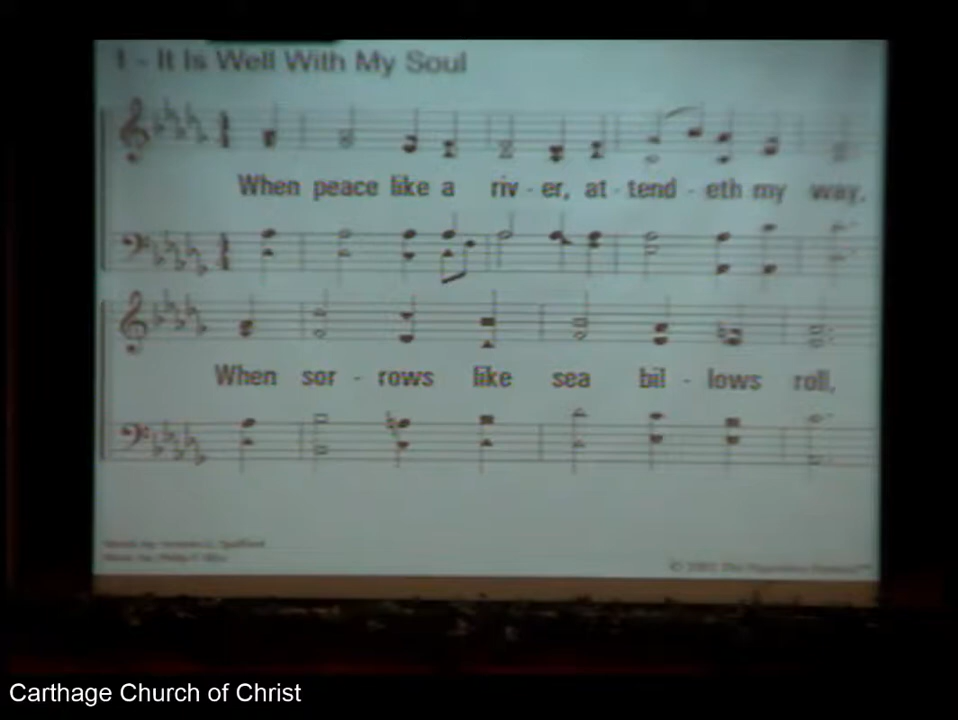 1 - It Is Well With My Soul
When peace like a riv - er, at - tend - eth my way,
When sor - rows like sea bil - lows roll,
Carthage Church of Christ